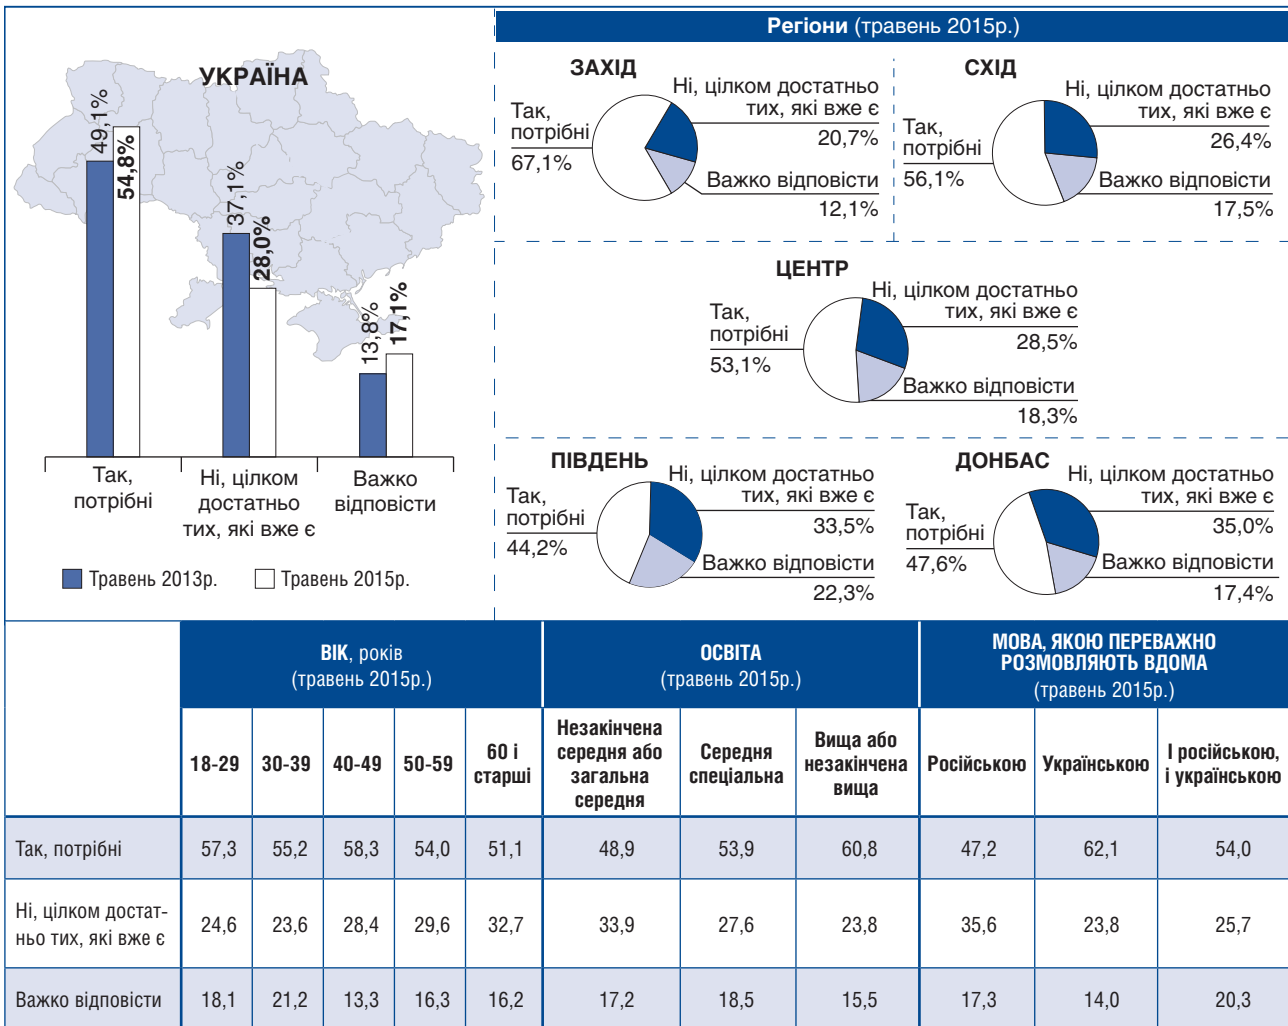 УКРАЇНА
49,1%
54,8%
37,1%
28,0%
13,8%
17,1%
Так,
потрібні
Ні, цілком
достатньо
тих, які вже є
Важко
відповісти
Травень 2013р.
Травень 2015р.
Регіони (травень 2015р.)
ЗАХІД
Так,
потрібні
67,1%
Ні, цілком достатньо
тих, які вже є
20,7%
Важко відповісти
12,1%
СХІД
Так,
потрібні
56,1%
Ні, цілком достатньо
тих, які вже є
26,4%
Важко відповісти
17,5%
ЦЕНТР
Так,
потрібні
53,1%
Ні, цілком достатньо
тих, які вже є
28,5%
Важко відповісти
18,3%
ПІВДЕНЬ
Так,
потрібні
44,2%
Ні, цілком достатньо
тих, які вже є
33,5%
Важко відповісти
22,3%
ДОНБАС
Так,
потрібні
47,6%
Ні, цілком достатньо
тих, які вже є
35,0%
Важко відповісти
17,4%
ВІК, років
(травень 2015р.)
ОСВІТА
(травень 2015р.)
МОВА, ЯКОЮ ПЕРЕВАЖНО
РОЗМОВЛЯЮТЬ ВДОМА
(травень 2015р.)
18-29
30-39
40-49
50-59
60 і
старші
Незакінчена
середня або
загальна
середня
Середня
спеціальна
Вища або
незакінчена
вища
Російською
Українською
І російською,
і українською
Так, потрібні 57,3 55,2 58,3 54,0 51,1 48,9 53,9 60,8 47,2 62,1 54,0
Ні, цілком достат-
ньо тих, які вже є 24,6 23,6 28,4 29,6 32,7 33,9 27,6 23,8 35,6 23,8 25,7
Важко відповісти 18,1 21,2 13,3 16,3 16,2 17,2 18,5 15,5 17,3 14,0 20,3